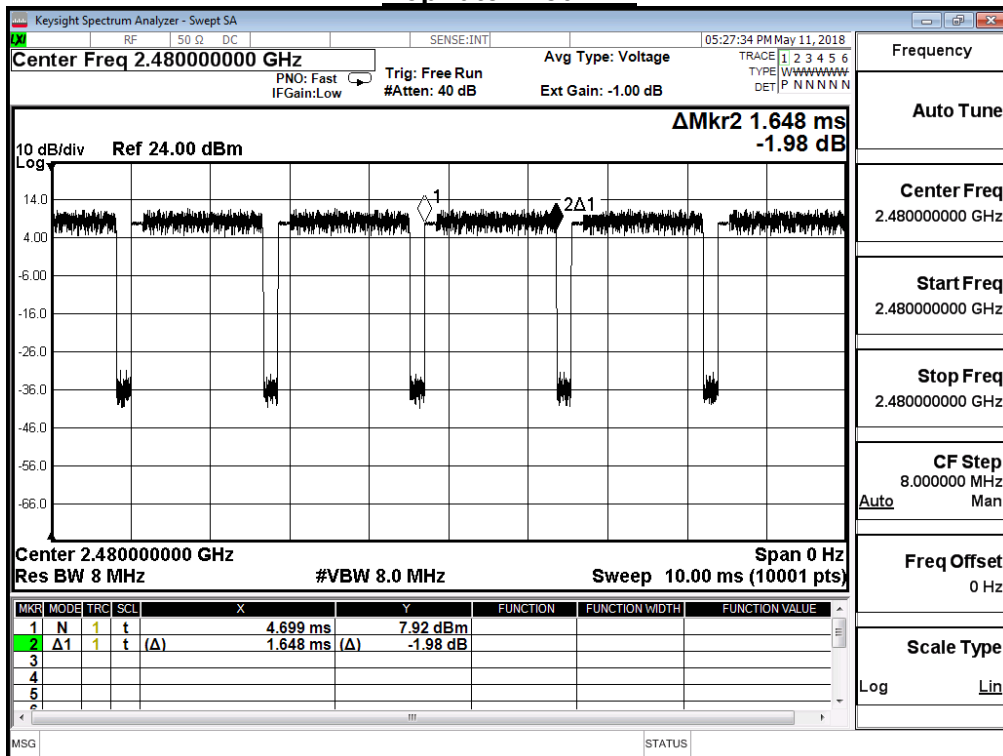 Keysight Spectrum Analyzer - Swept SA
LXI
RF 50 Ω DC SENSE:INT 05:27:34 PM May 11, 2018
Center Freq 2.480000000 GHz
PNO: Fast
IFGain:Low
Trig: Free Run
#Atten: 40 dB
Avg Type: Voltage
Ext Gain: -1.00 dB
TRACE 1 2 3 4 5 6
TYPE WWWWWW
DET P N N N N N
ΔMkr2 1.648 ms
-1.98 dB
10 dB/div Ref 24.00 dBm
Log
14.0
4.00
-6.00
-16.0
-26.0
-36.0
-46.0
-56.0
-66.0
1
2Δ1
Center 2.480000000 GHz Span 0 Hz
Res BW 8 MHz #VBW 8.0 MHz Sweep 10.00 ms (10001 pts)
MKR MODE TRC SCL X Y FUNCTION FUNCTION WIDTH FUNCTION VALUE
1 N 1 t 4.699 ms 7.92 dBm
2 Δ1 1 t (Δ) 1.648 ms (Δ) -1.98 dB
3
4
5
MSG STATUS
Frequency
Auto Tune
Center Freq
2.480000000 GHz
Start Freq
2.480000000 GHz
Stop Freq
2.480000000 GHz
CF Step
8.000000 MHz
Auto Man
Freq Offset
0 Hz
Scale Type
Log Lin